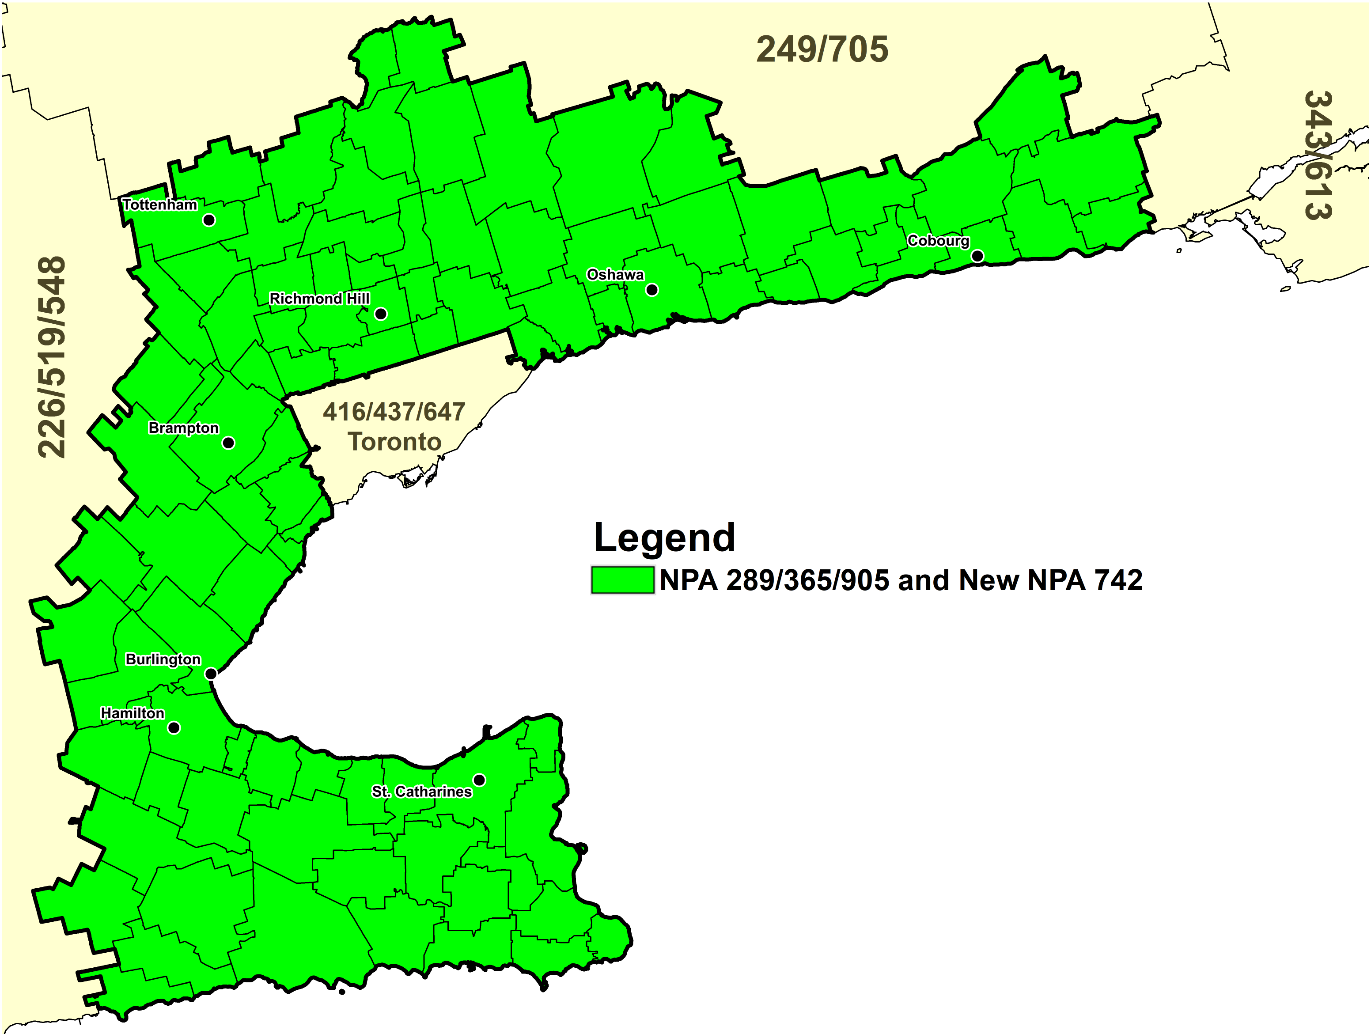 249/705
343/613
Tottenham
Cobourg
226/519/548
Oshawa
Richmond Hill
416/437/647
Toronto
Brampton
Legend
NPA 289/365/905 and New NPA 742
Burlington
Hamilton
St. Catharines